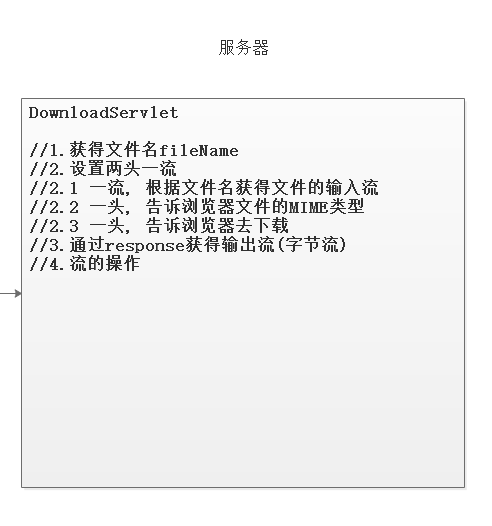 服务器
DownloadServlet
//1.获得文件名fileName
//2.设置两头一流
//2.1 一流, 根据文件名获得文件的输入流
//2.2 一头, 告诉浏览器文件的MIME类型
//2.3 一头, 告诉浏览器去下载
//3.通过response获得输出流(字节流)
//4.流的操作